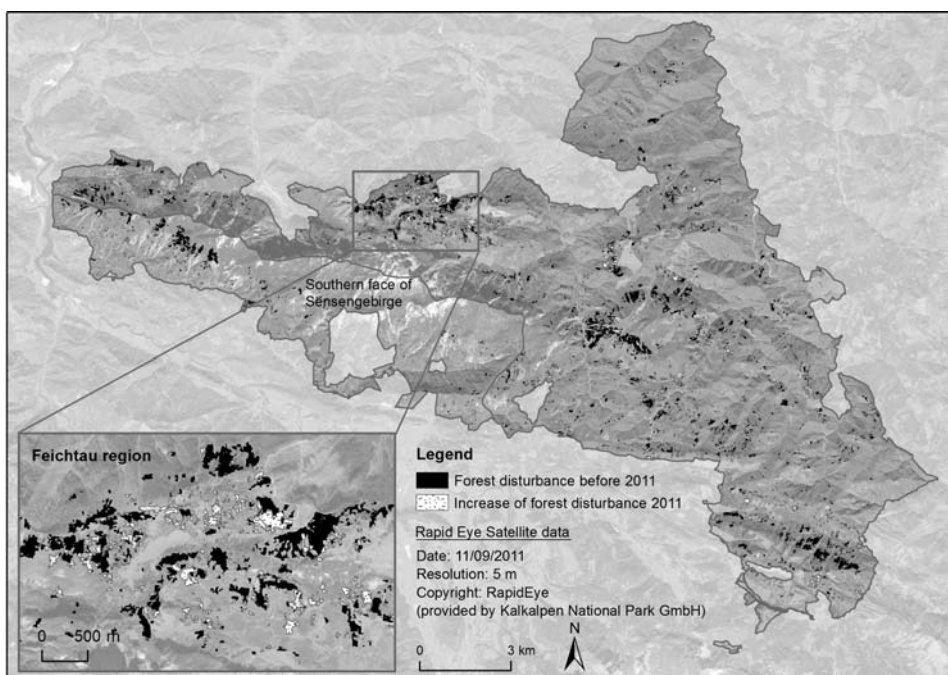 Southern face of
Sënsengebirge
Feichtau region
0 500 m
Legend
Forest disturbance before 2011
Increase of forest disturbance 2011
Rapid Eye Satellite data
Date: 11/09/2011
Resolution: 5 m
Copyright: RapidEye
(provided by Kalkalpen National Park GmbH)
0 3 km
N